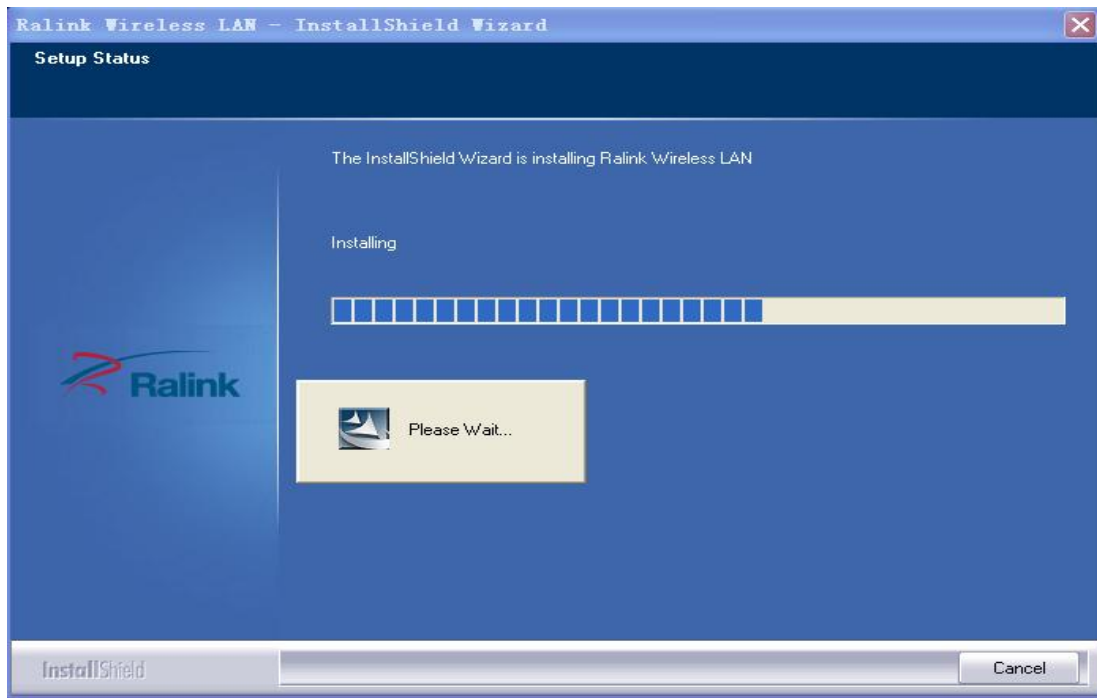 Ralink Wireless LAN - InstallShield Wizard
Setup Status
The InstallShield Wizard is installing Ralink Wireless LAN
Installing
Ralink
Please Wait...
InstallShield
Cancel